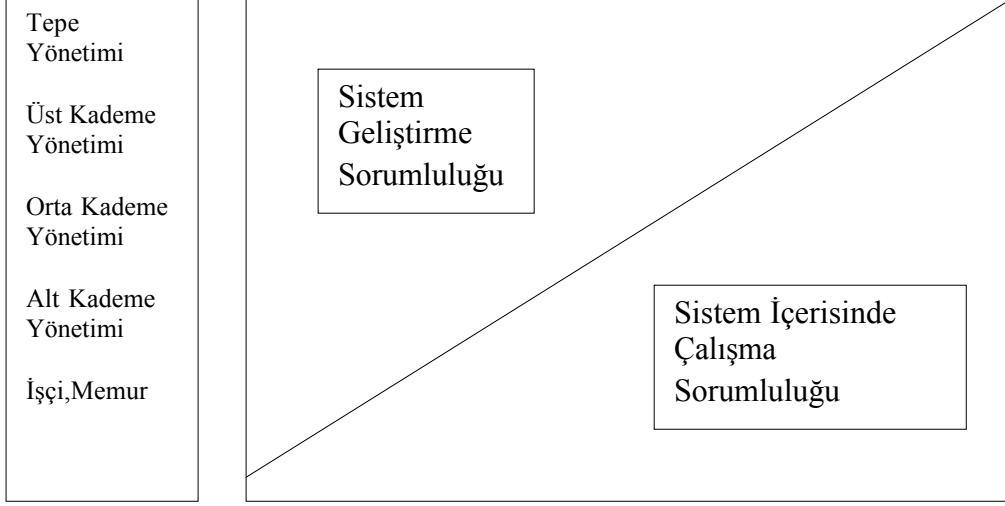 Tepe
Yönetimi
Üst Kademe
Yönetimi
Orta Kademe
Yönetimi
Alt Kademe
Yönetimi
İşçi,Memur
Sistem
Geliştirme
Sorumluluğu
Sistem İçerisinde
Çalışma
Sorumluluğu